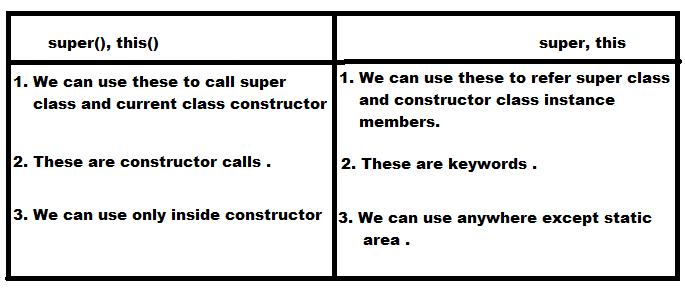 super(), this()
super, this
1. We can use these to call super
class and current class constructor
2. These are constructor calls .
3. We can use only inside constructor
1. We can use these to refer super class
and constructor class instance
members.
2. These are keywords .
3. We can use anywhere except static
area .